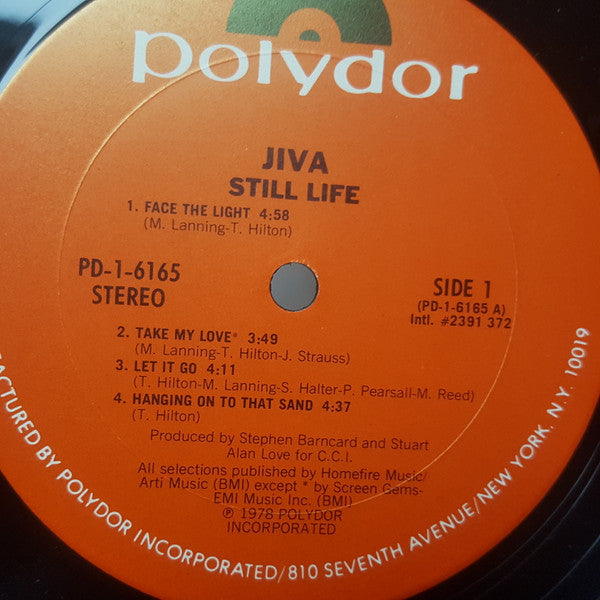 polydor
JIVA
STILL LIFE
1. FACE THE LIGHT 4:58
(M. Lanning-T. Hilton)
PD-1-6165
STEREO
SIDE 1
(PD-1-6165 A)
Intl. #2391 372
2. TAKE MY LOVE* 3:49
(M. Lanning-T. Hilton-J. Strauss)
3. LET IT GO 4:11
(T. Hilton-M. Lanning-S. Halter-P. Pearsall-M. Reed)
4. HANGING ON TO THAT SAND 4:37
(T. Hilton)
Produced by Stephen Barncard and Stuart
Alan Love for C.C.I.
All selections published by Homefire Music/
Arti Music (BMI) except * by Screen Gems-
EMI Music Inc. (BMI)
℗ 1978 POLYDOR
INCORPORATED
FACTURED BY POLYDOR INCORPORATED/810 SEVENTH AVENUE/NEW YORK. N.Y. 10019